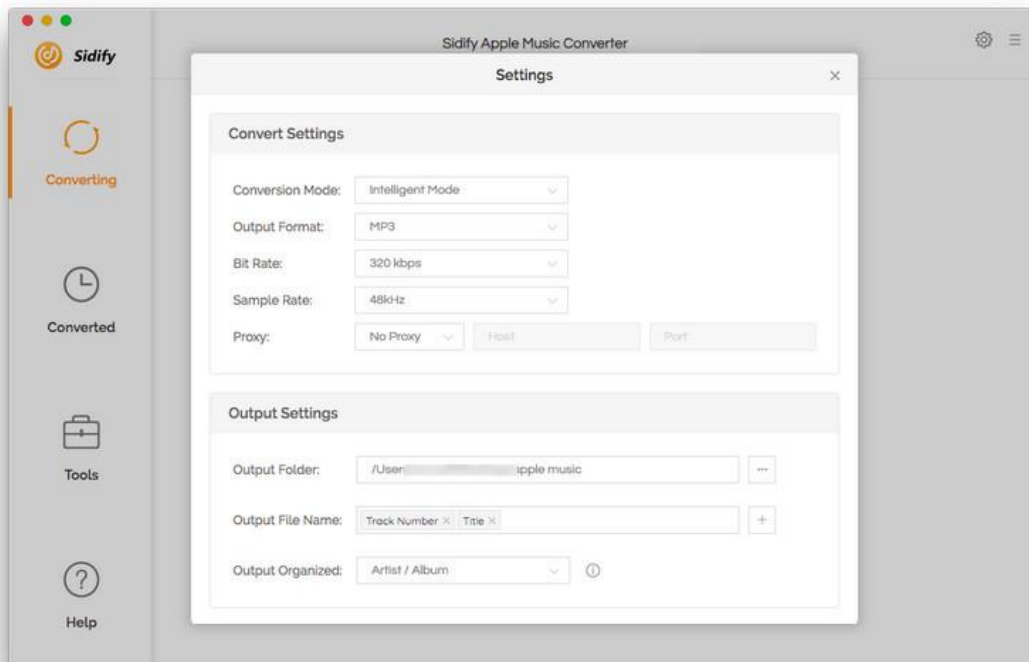 Sidify
Sidify Apple Music Converter
Settings
Converting
Converted
Tools
Help
Convert Settings
Conversion Mode: Intelligent Mode
Output Format: MP3
Bit Rate: 320 kbps
Sample Rate: 48kHz
Proxy: No Proxy Host Port
Output Settings
Output Folder: /User apple music
Output File Name: Track Number × Title ×
Output Organized: Artist / Album